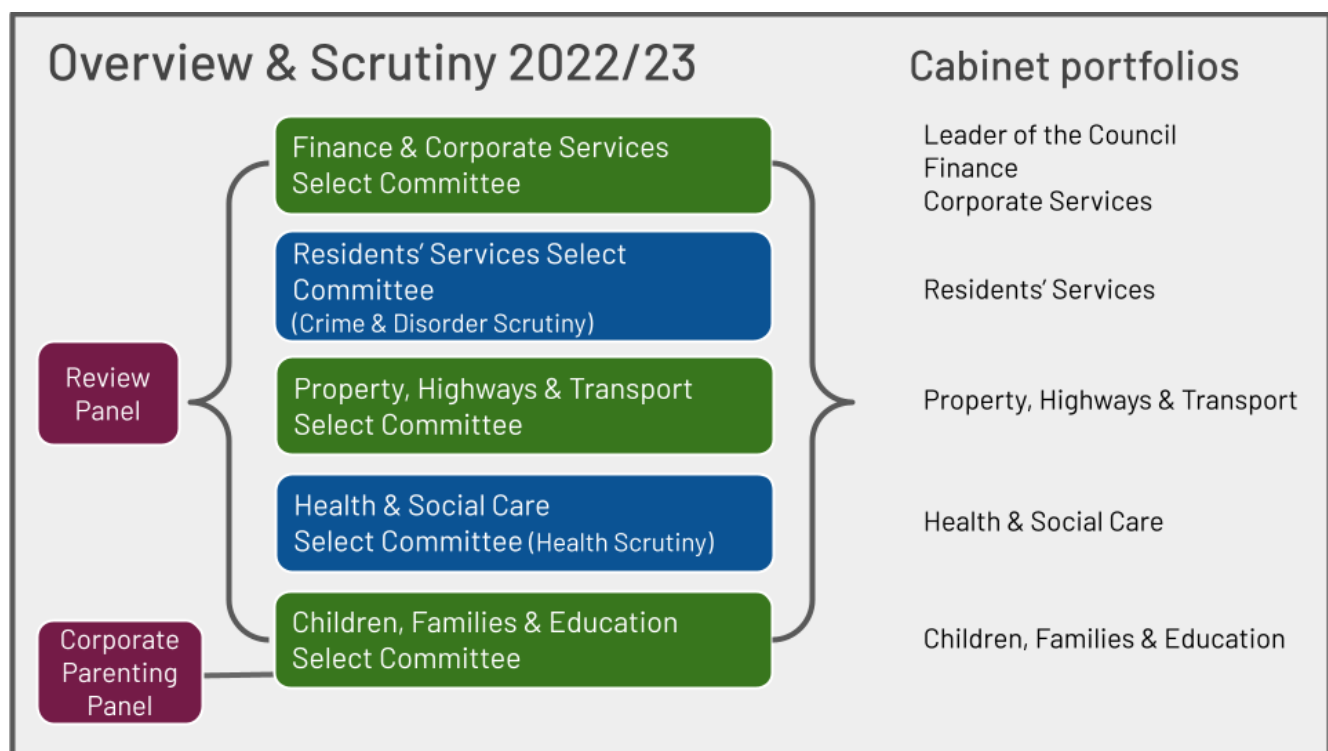 Overview & Scrutiny 2022/23
Cabinet portfolios
Finance & Corporate Services
Select Committee
Leader of the Council
Finance
Corporate Services
Residents’ Services Select
Committee
(Crime & Disorder Scrutiny)
Residents’ Services
Review
Panel
Property, Highways & Transport
Select Committee
Property, Highways & Transport
Health & Social Care
Select Committee (Health Scrutiny)
Health & Social Care
Corporate
Parenting
Panel
Children, Families & Education
Select Committee
Children, Families & Education